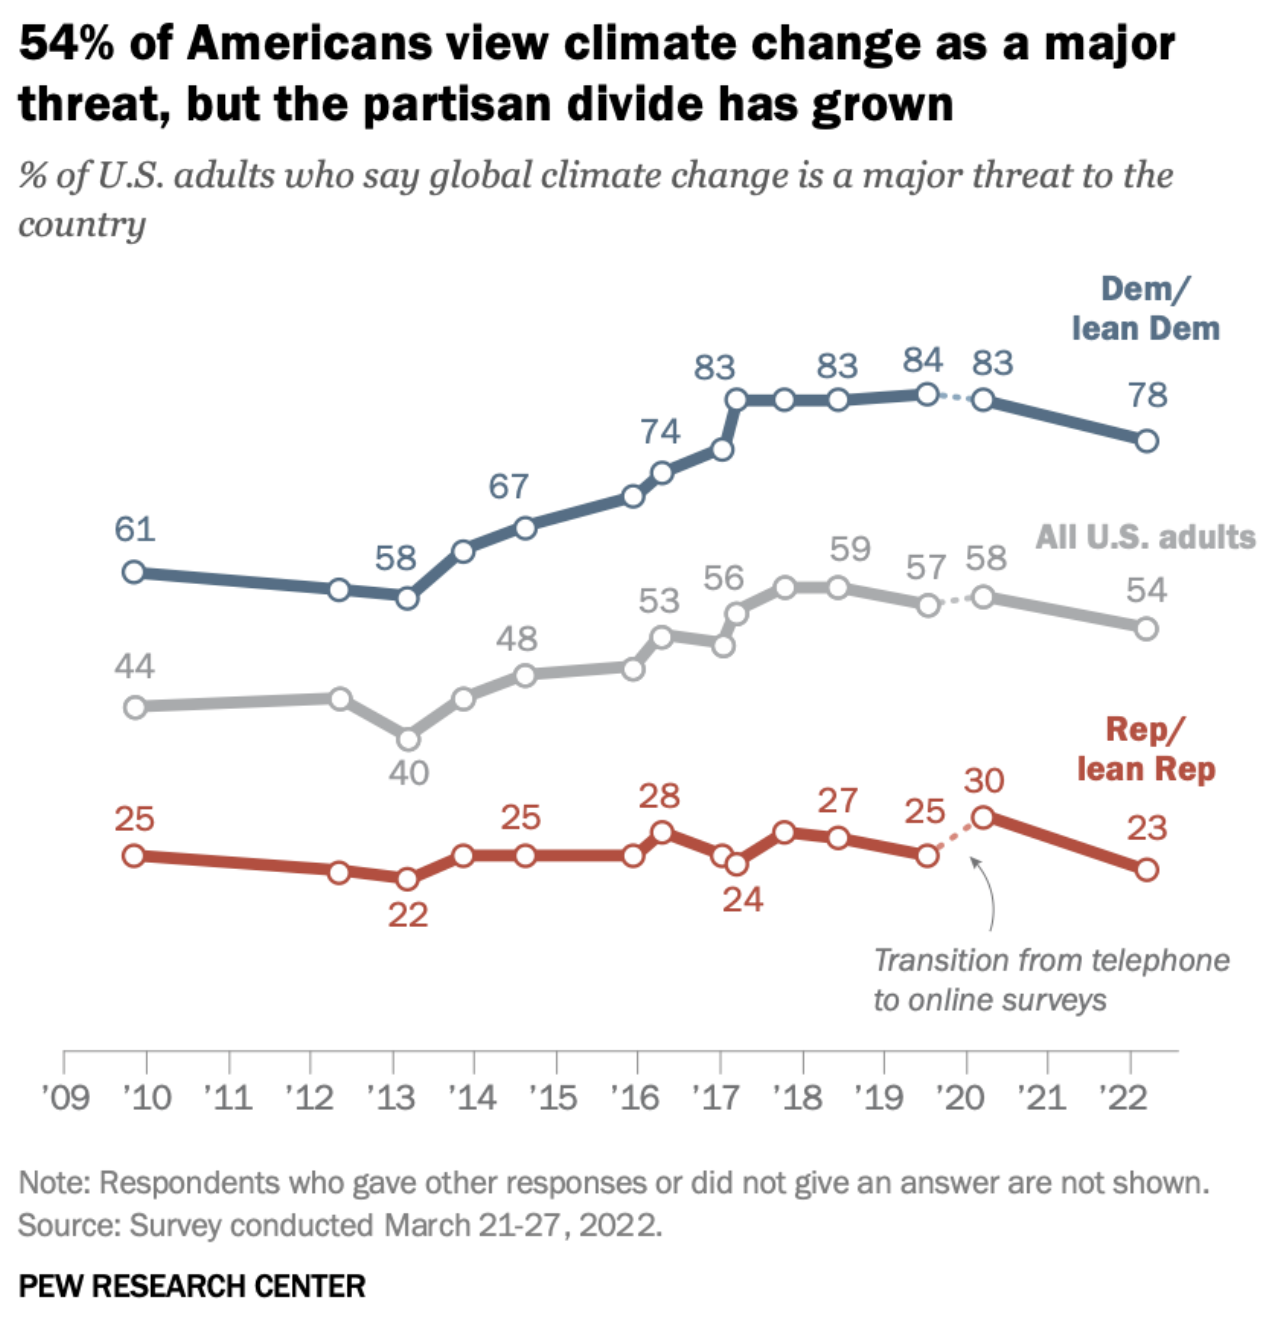 54% of Americans view climate change as a major
threat, but the partisan divide has grown
% of U.S. adults who say global climate change is a major threat to the
country
Dem/
lean Dem
61
58
67
74
83
83
84
83
78
All U.S. adults
44
40
48
53
56
59
57
58
54
Rep/
lean Rep
25
22
25
28
24
27
25
30
23
Transition from telephone
to online surveys
’09 ’10 ’11 ’12 ’13 ’14 ’15 ’16 ’17 ’18 ’19 ’20 ’21 ’22
Note: Respondents who gave other responses or did not give an answer are not shown.
Source: Survey conducted March 21-27, 2022.
PEW RESEARCH CENTER